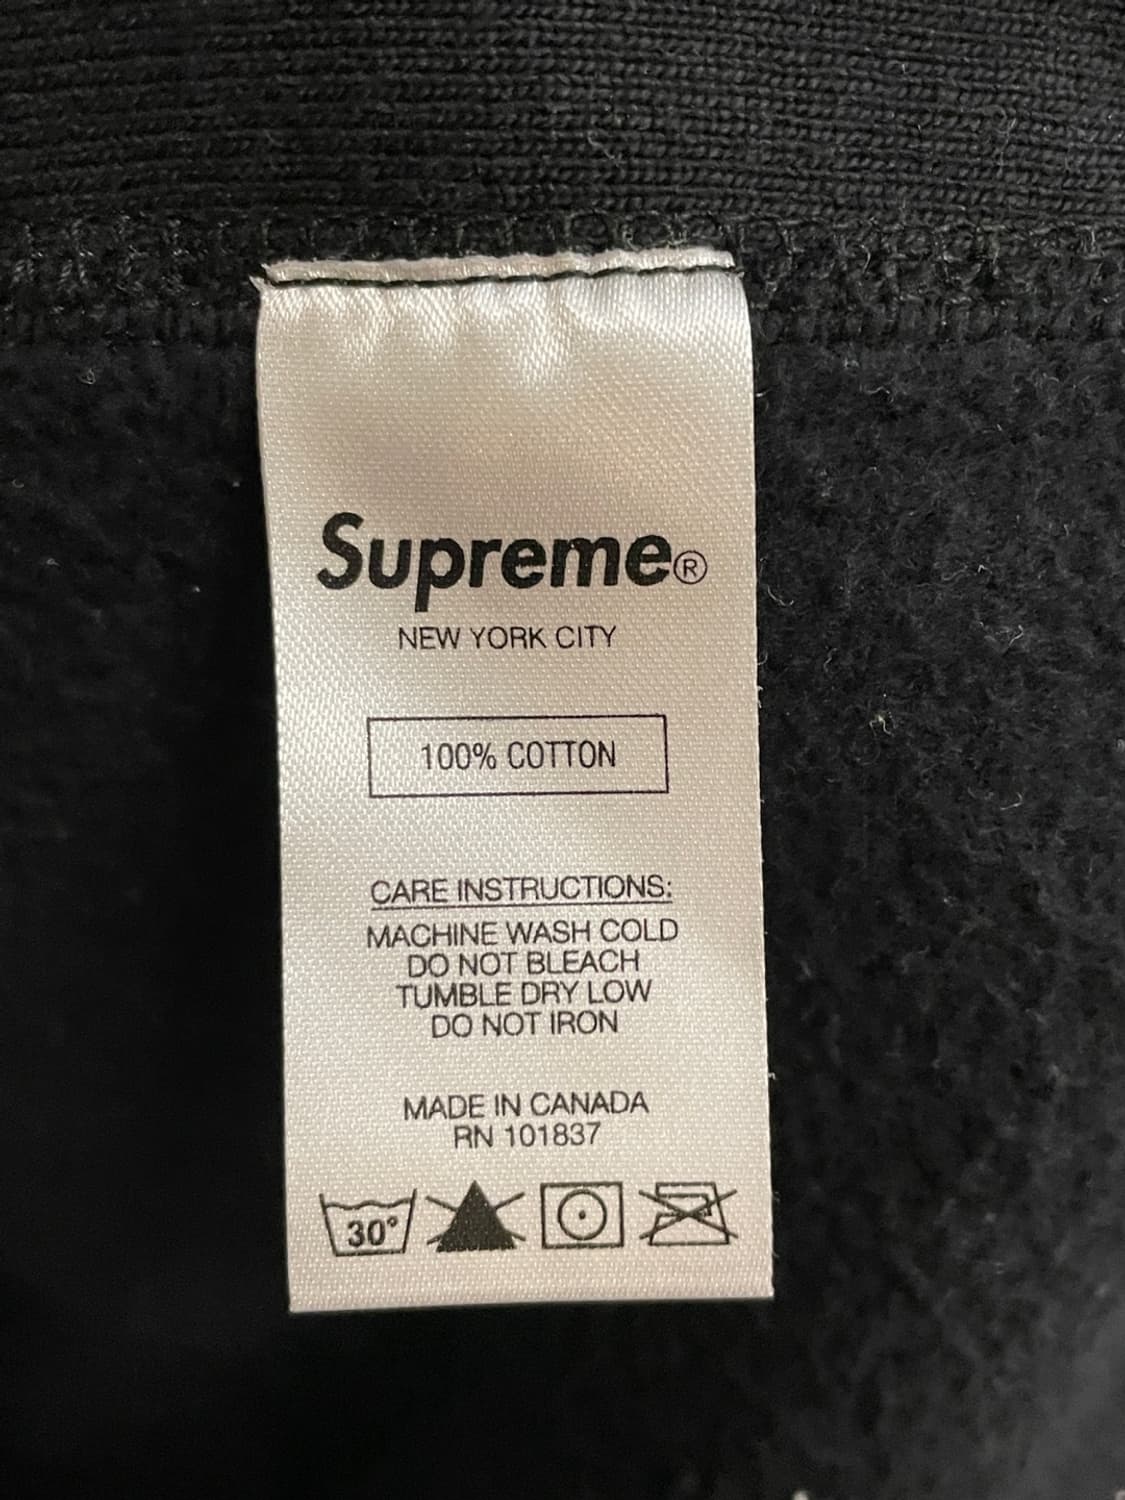 Supreme®
NEW YORK CITY
100% COTTON
CARE INSTRUCTIONS:
MACHINE WASH COLD
DO NOT BLEACH
TUMBLE DRY LOW
DO NOT IRON
MADE IN CANADA
RN 101837
30°